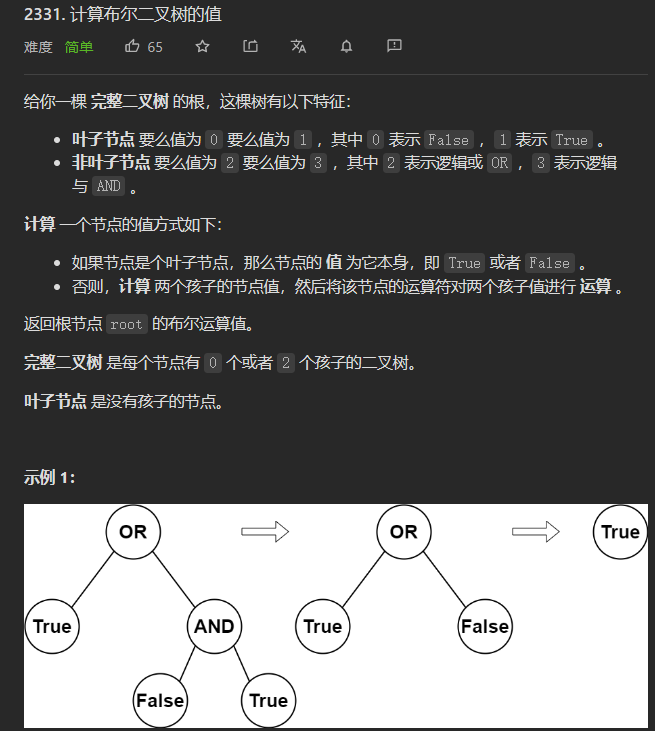 2331. 计算布尔二叉树的值
难度 简单 65
给你一棵 完整二叉树 的根，这棵树有以下特征：
叶子节点 要么值为 0 要么值为 1 ，其中 0 表示 False ，1 表示 True 。
非叶子节点 要么值为 2 要么值为 3 ，其中 2 表示逻辑或 OR ，3 表示逻辑
与 AND 。
计算 一个节点的值方式如下：
如果节点是个叶子节点，那么节点的 值 为它本身，即 True 或者 False 。
否则，计算 两个孩子的节点值，然后将该节点的运算符对两个孩子值进行 运算 。
返回根节点 root 的布尔运算值。
完整二叉树 是每个节点有 0 个或者 2 个孩子的二叉树。
叶子节点 是没有孩子的节点。
示例 1：
OR OR True
True AND True False
False True